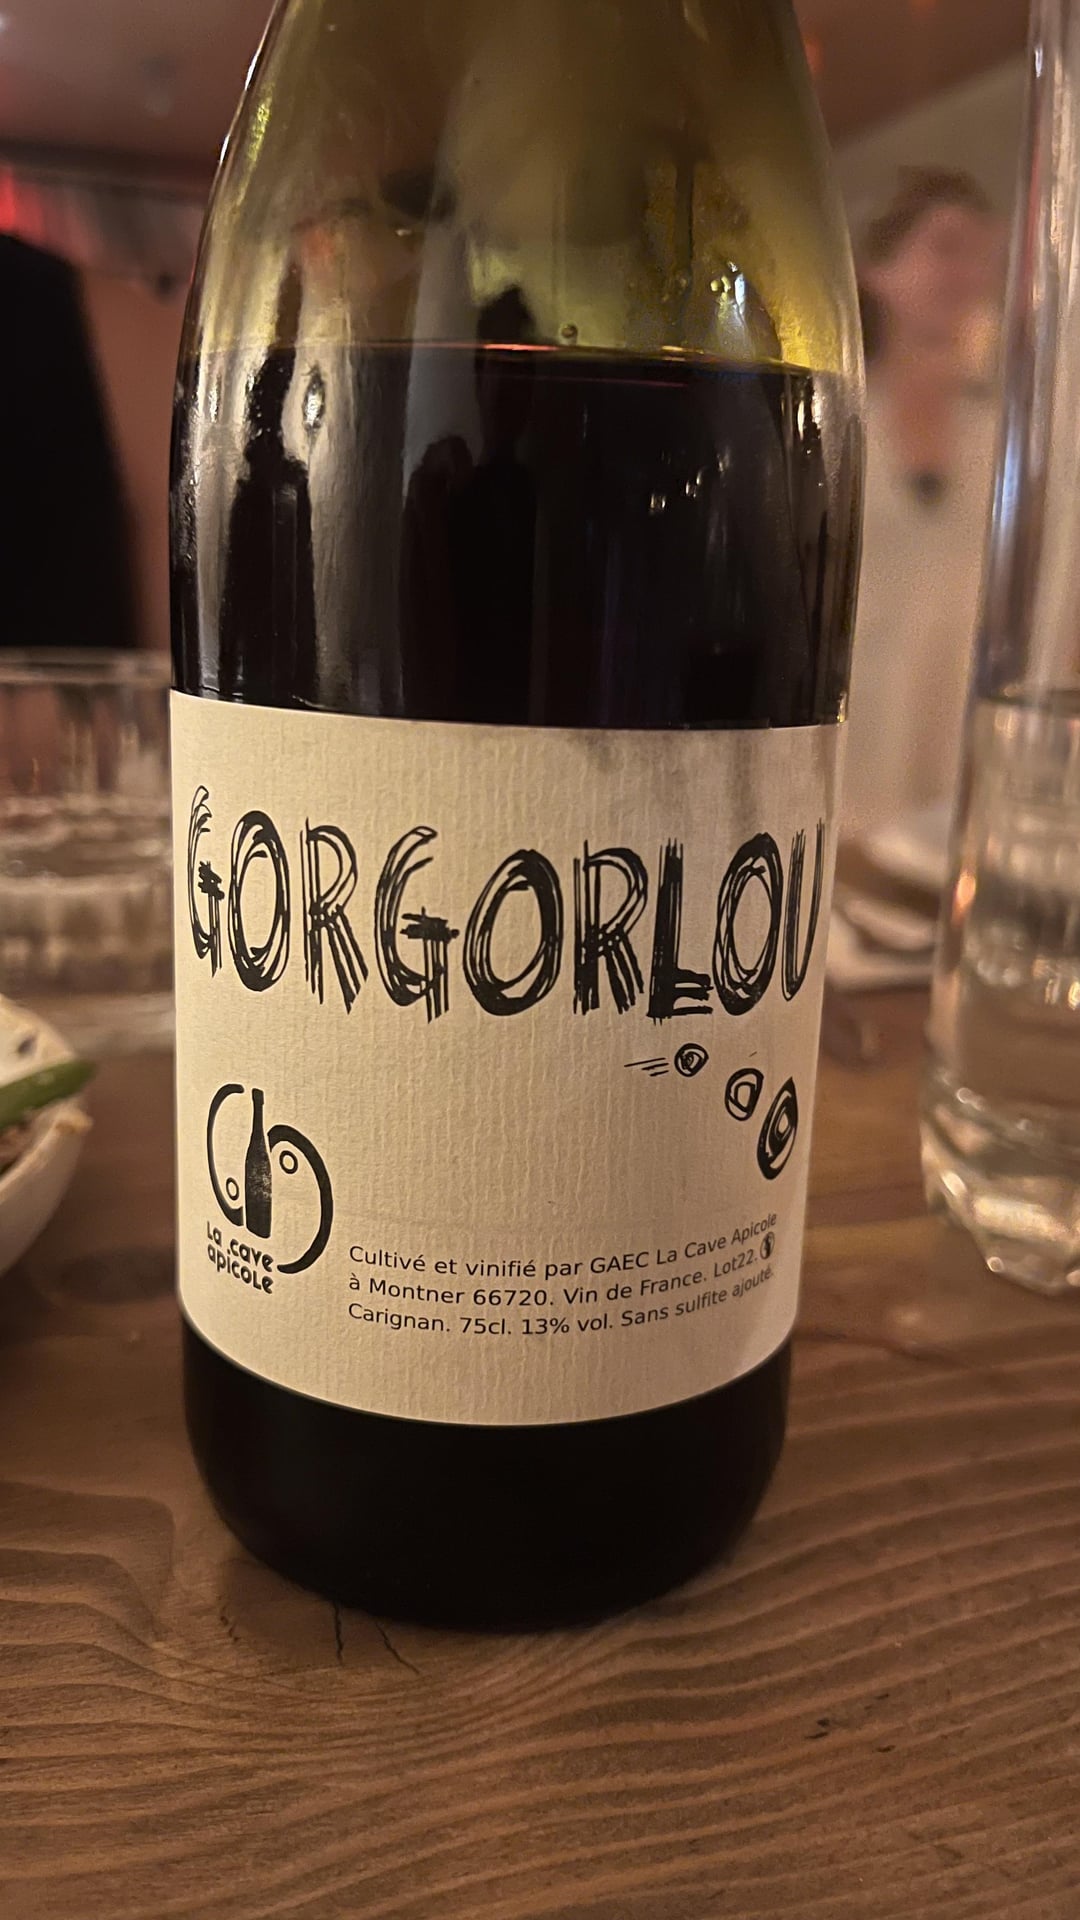 GORGORLOU
La cave
apicole
Cultivé et vinifié par GAEC La Cave Apicole
à Montner 66720. Vin de France. Lot22.
Carignan. 75cl. 13% vol. Sans sulfite ajouté.